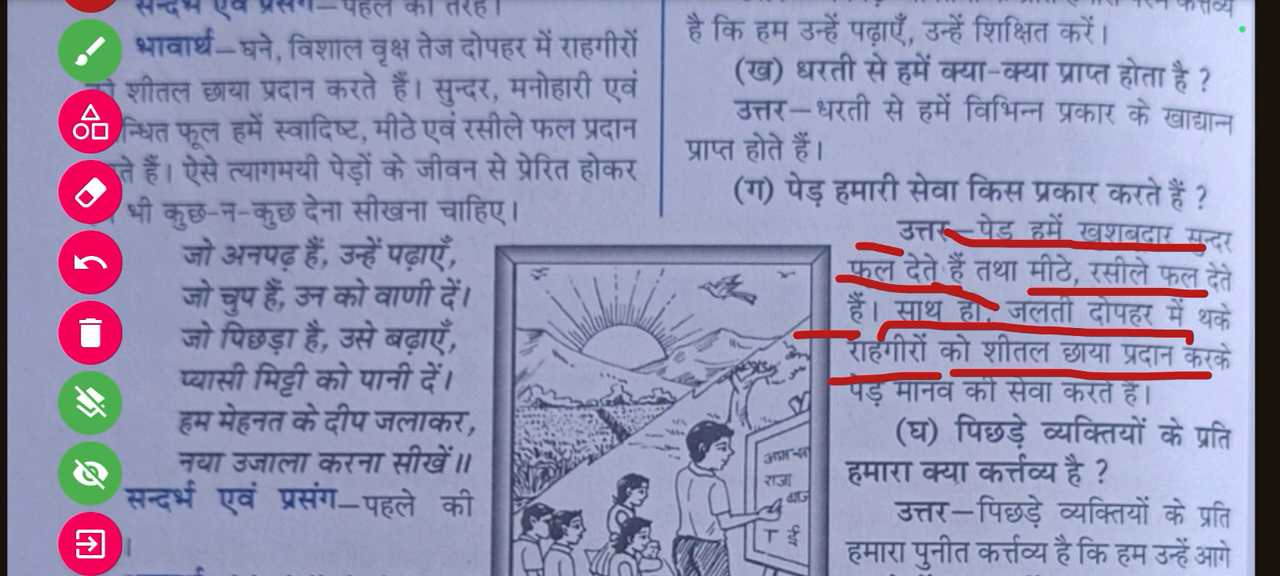 सन्दर्भ एवं प्रसंग—पहले की तरह।
भावार्थ—घने, विशाल वृक्ष तेज दोपहर में राहगीरों
शीतल छाया प्रदान करते हैं। सुन्दर, मनोहारी एवं
न्धित फूल हमें स्वादिष्ट, मीठे एवं रसीले फल प्रदान
ते हैं। ऐसे त्यागमयी पेड़ों के जीवन से प्रेरित होकर
भी कुछ-न-कुछ देना सीखना चाहिए।
जो अनपढ़ हैं, उन्हें पढ़ाएँ,
जो चुप हैं, उन को वाणी दें।
जो पिछड़ा है, उसे बढ़ाएँ,
प्यासी मिट्टी को पानी दें।
हम मेहनत के दीप जलाकर,
नया उजाला करना सीखें॥
सन्दर्भ एवं प्रसंग—पहले की
है कि हम उन्हें पढ़ाएँ, उन्हें शिक्षित करें।
(ख) धरती से हमें क्या-क्या प्राप्त होता है ?
उत्तर—धरती से हमें विभिन्न प्रकार के खाद्यान्न
प्राप्त होते हैं।
(ग) पेड़ हमारी सेवा किस प्रकार करते हैं ?
उत्तर—पेड़ हमें खुशबूदार सुन्दर
फूल देते हैं तथा मीठे, रसीले फल देते
हैं। साथ ही, जलती दोपहर में थके
राहगीरों को शीतल छाया प्रदान करके
पेड़ मानव की सेवा करते हैं।
(घ) पिछड़े व्यक्तियों के प्रति
हमारा क्या कर्त्तव्य है ?
उत्तर—पिछड़े व्यक्तियों के प्रति
हमारा पुनीत कर्त्तव्य है कि हम उन्हें आगे